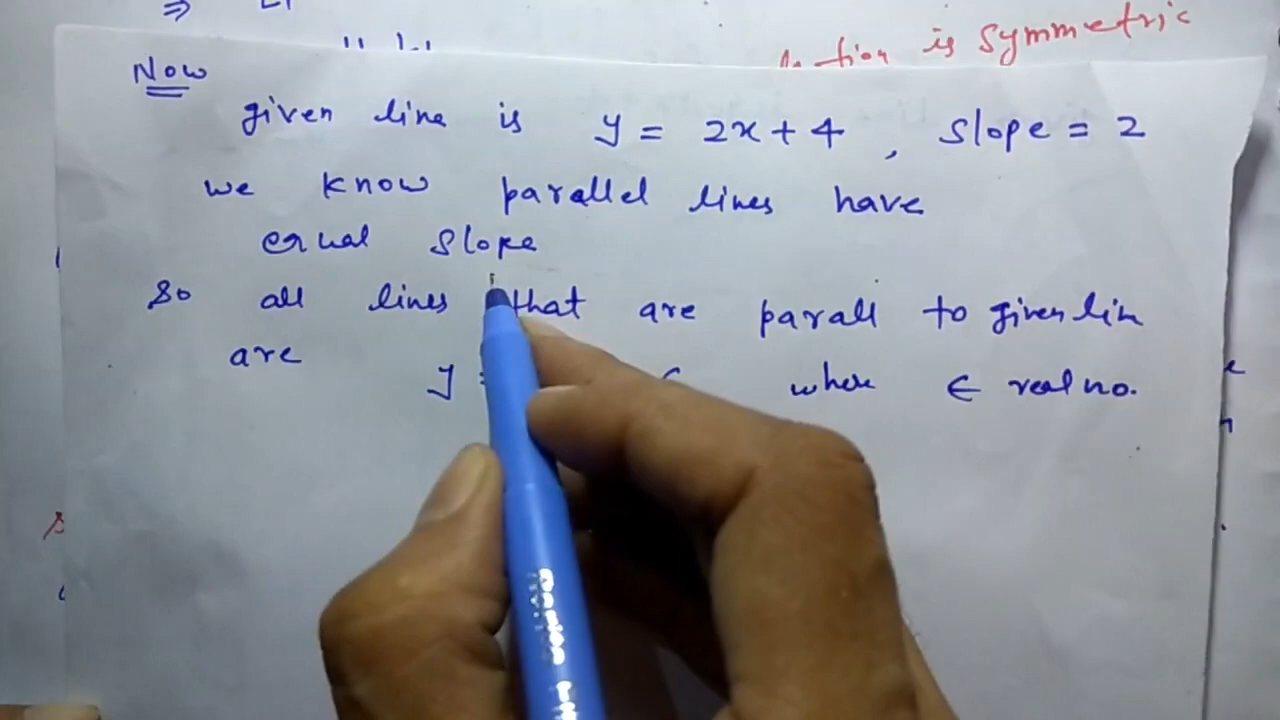 is symmetric
Now
given line is y = 2x + 4 , slope = 2
we know parallel lines have
equal slope
So all lines that are parall to given lin
are y = c where ∈ real no.